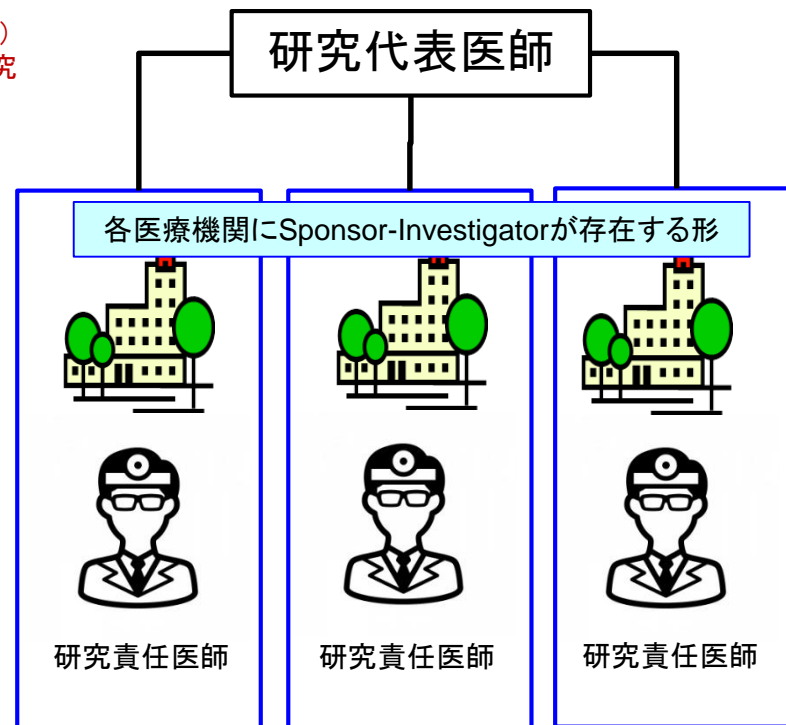 ）
究
研究代表医師
各医療機関にSponsor-Investigatorが存在する形
研究責任医師
研究責任医師
研究責任医師